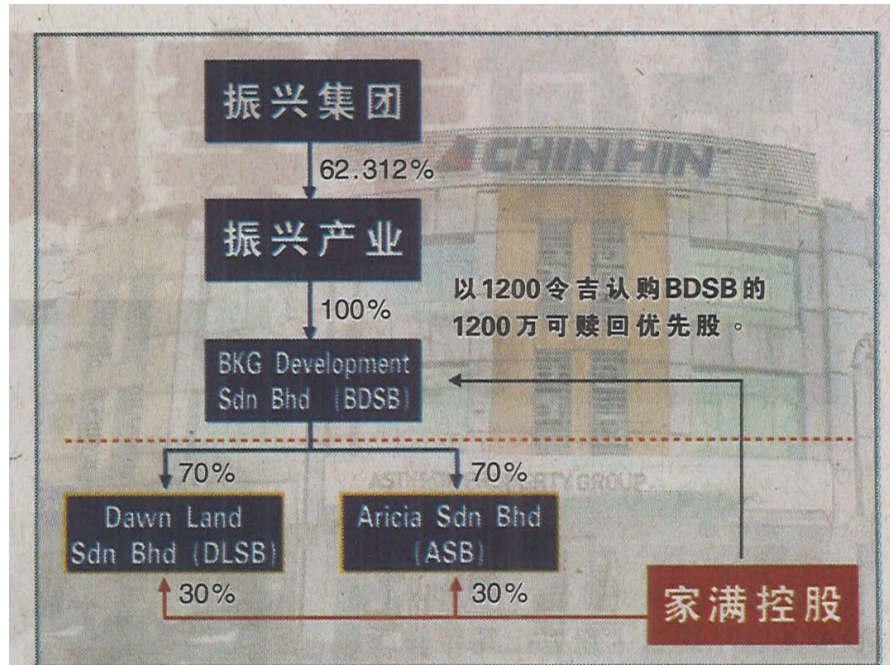 振兴集团
62.312%
CHIN HIN
振兴产业
以1200令吉认购BDSB的
1200万可赎回优先股。
100%
BKG Development
Sdn Bhd (BDSB)
70%
70%
PERTY GROUP
Dawn Land
Sdn Bhd (DLSB)
Aricia Sdn Bhd
(ASB)
30%
30%
家满控股